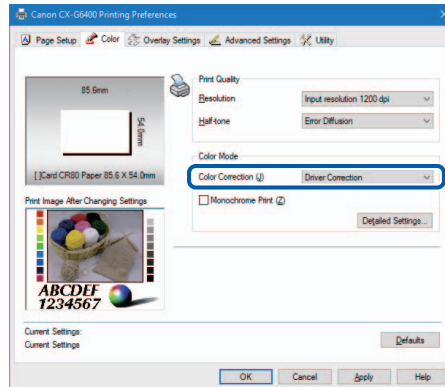 Canon CX-G6400 Printing Preferences
Page Setup Color Overlay Settings Advanced Settings Utility
85.6mm
54.0mm
[ ]Card CR80 Paper 85.6 X 54.0mm
Print Image After Changing Settings
ABCDEF
1234567
Current Settings:
Current Settings
Print Quality
Resolution Input resolution 1200 dpi
Half-tone Error Diffusion
Color Mode
Color Correction (J) Driver Correction
Monochrome Print (Z)
Detailed Settings...
Defaults
OK Cancel Apply Help